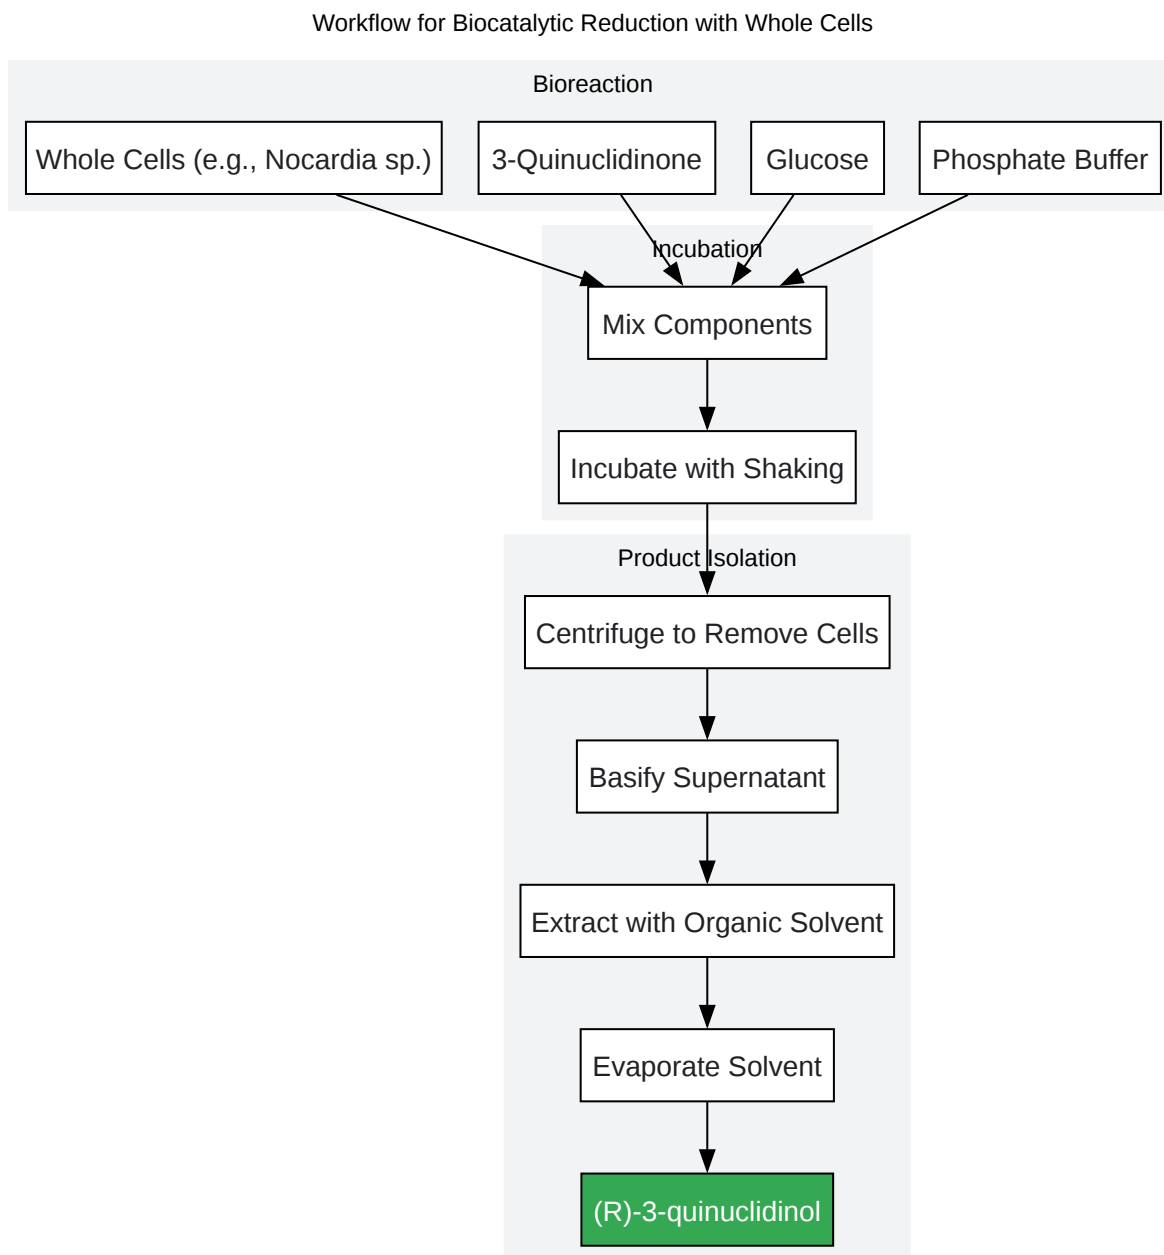 Workflow for Biocatalytic Reduction with Whole Cells
Bioreaction
Whole Cells (e.g., Nocardia sp.)
3-Quinuclidinone
Glucose
Phosphate Buffer
Incubation
Mix Components
Incubate with Shaking
Product Isolation
Centrifuge to Remove Cells
Basify Supernatant
Extract with Organic Solvent
Evaporate Solvent
(R)-3-quinuclidinol